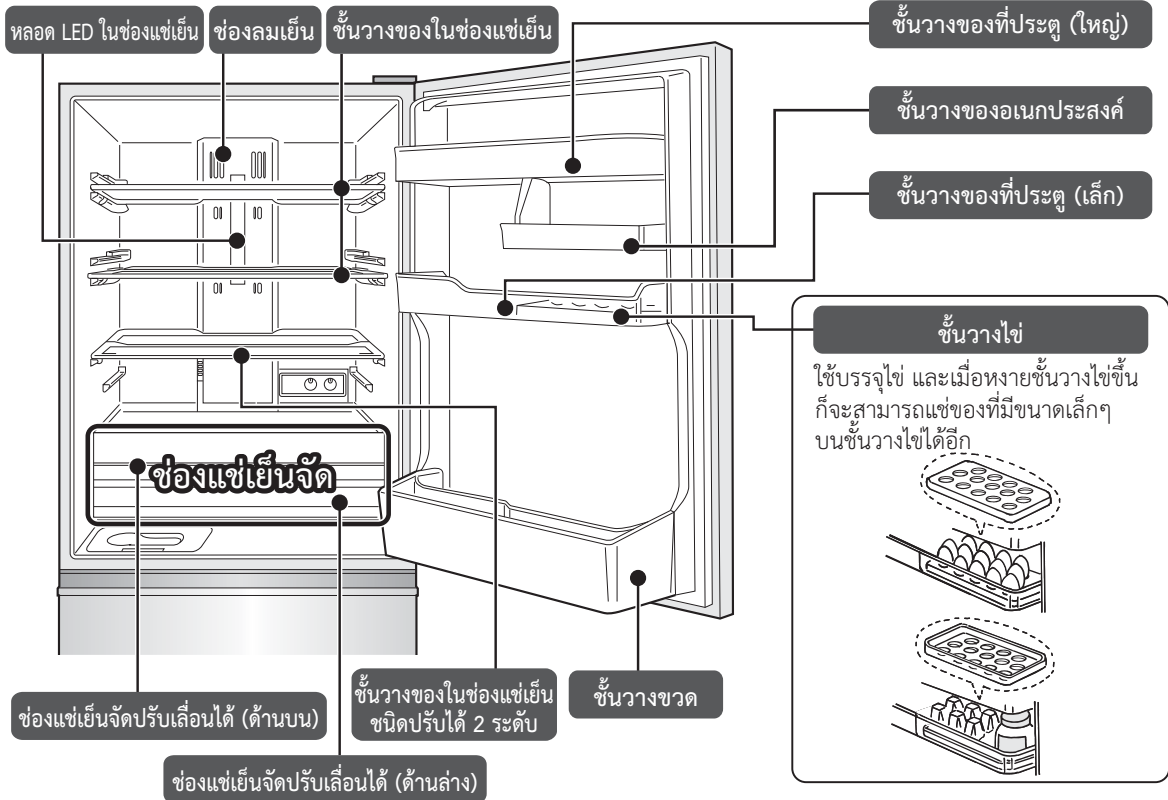 หลอด LED ในช่องแช่เย็น
ช่องลมเย็น
ชั้นวางของในช่องแช่เย็น
ชั้นวางของที่ประตู (ใหญ่)
ชั้นวางของอเนกประสงค์
ชั้นวางของที่ประตู (เล็ก)
ชั้นวางไข่
ใช้บรรจุไข่ และเมื่อหงายชั้นวางไข่ขึ้น
ก็จะสามารถแช่ของที่มีขนาดเล็กๆ
บนชั้นวางไข่ได้อีก
ช่องแช่เย็นจัด
ช่องแช่เย็นจัดปรับเลื่อนได้ (ด้านบน)
ชั้นวางของในช่องแช่เย็น
ชนิดปรับได้ 2 ระดับ
ชั้นวางขวด
ช่องแช่เย็นจัดปรับเลื่อนได้ (ด้านล่าง)